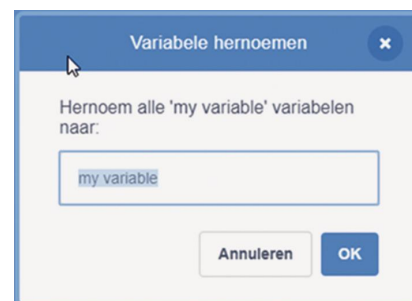 Variabele hernoemen
Hernoem alle 'my variable' variabelen
naar:
my variable
Annuleren
OK